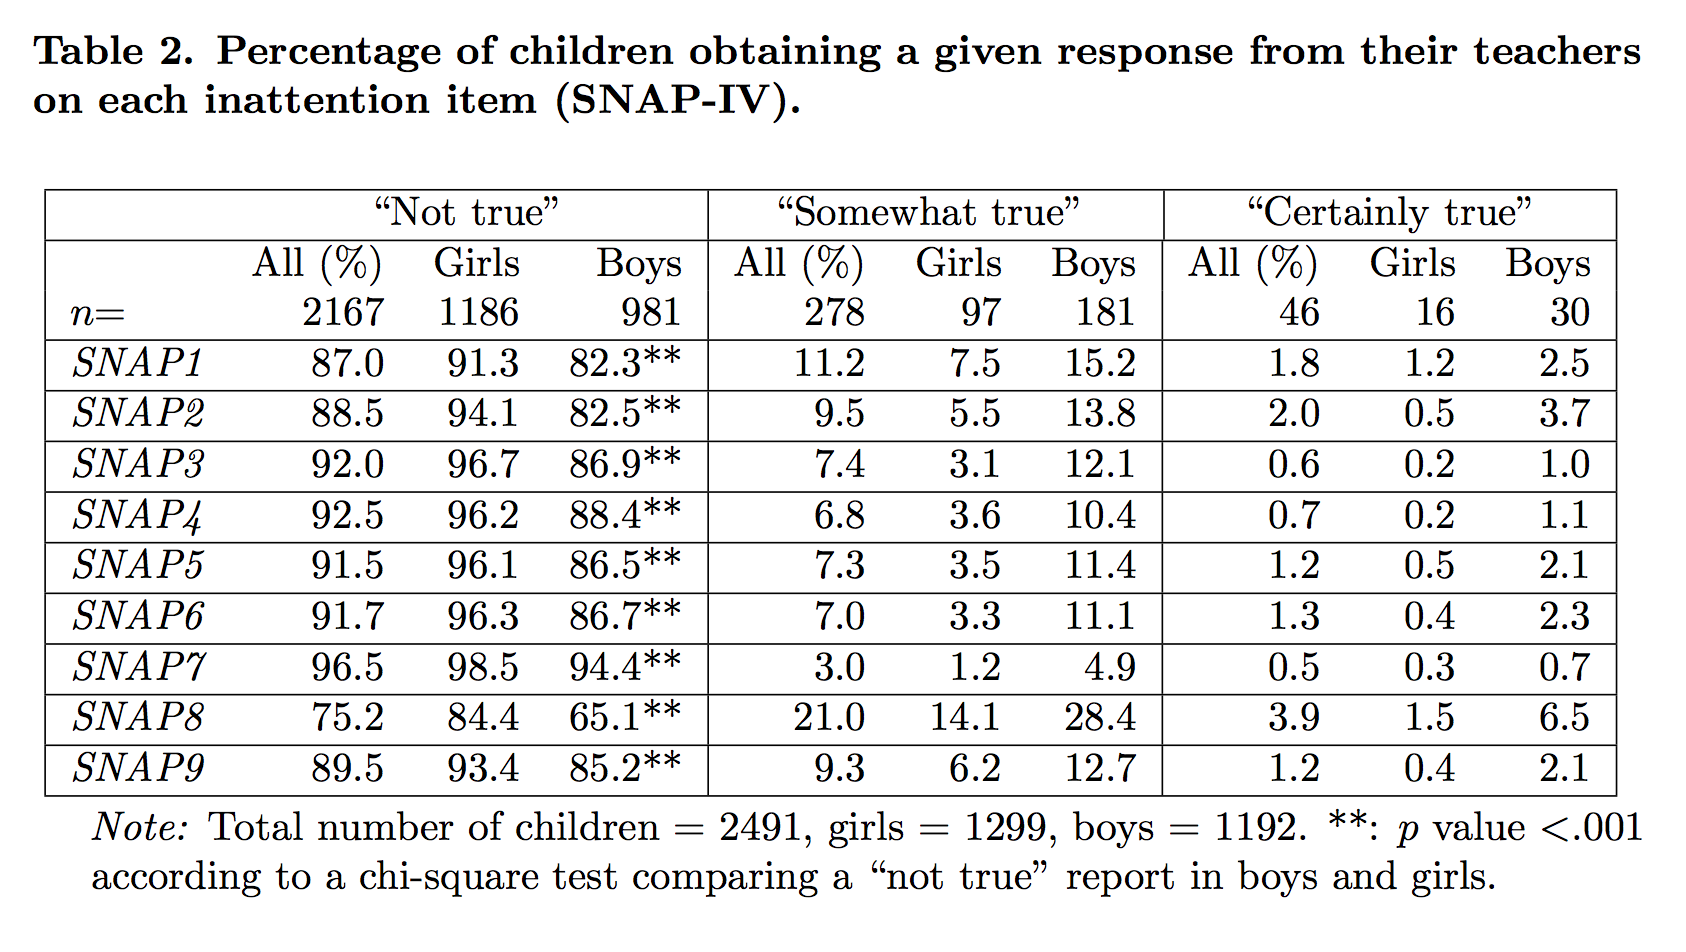 Table 2. Percentage of children obtaining a given response from their teachers
on each inattention item (SNAP-IV).
“Not true” “Somewhat true” “Certainly true”
All (%) Girls Boys All (%) Girls Boys All (%) Girls Boys
n= 2167 1186 981 278 97 181 46 16 30
SNAP1 87.0 91.3 82.3** 11.2 7.5 15.2 1.8 1.2 2.5
SNAP2 88.5 94.1 82.5** 9.5 5.5 13.8 2.0 0.5 3.7
SNAP3 92.0 96.7 86.9** 7.4 3.1 12.1 0.6 0.2 1.0
SNAP4 92.5 96.2 88.4** 6.8 3.6 10.4 0.7 0.2 1.1
SNAP5 91.5 96.1 86.5** 7.3 3.5 11.4 1.2 0.5 2.1
SNAP6 91.7 96.3 86.7** 7.0 3.3 11.1 1.3 0.4 2.3
SNAP7 96.5 98.5 94.4** 3.0 1.2 4.9 0.5 0.3 0.7
SNAP8 75.2 84.4 65.1** 21.0 14.1 28.4 3.9 1.5 6.5
SNAP9 89.5 93.4 85.2** 9.3 6.2 12.7 1.2 0.4 2.1
Note: Total number of children = 2491, girls = 1299, boys = 1192. **: p value <.001
according to a chi-square test comparing a “not true” report in boys and girls.